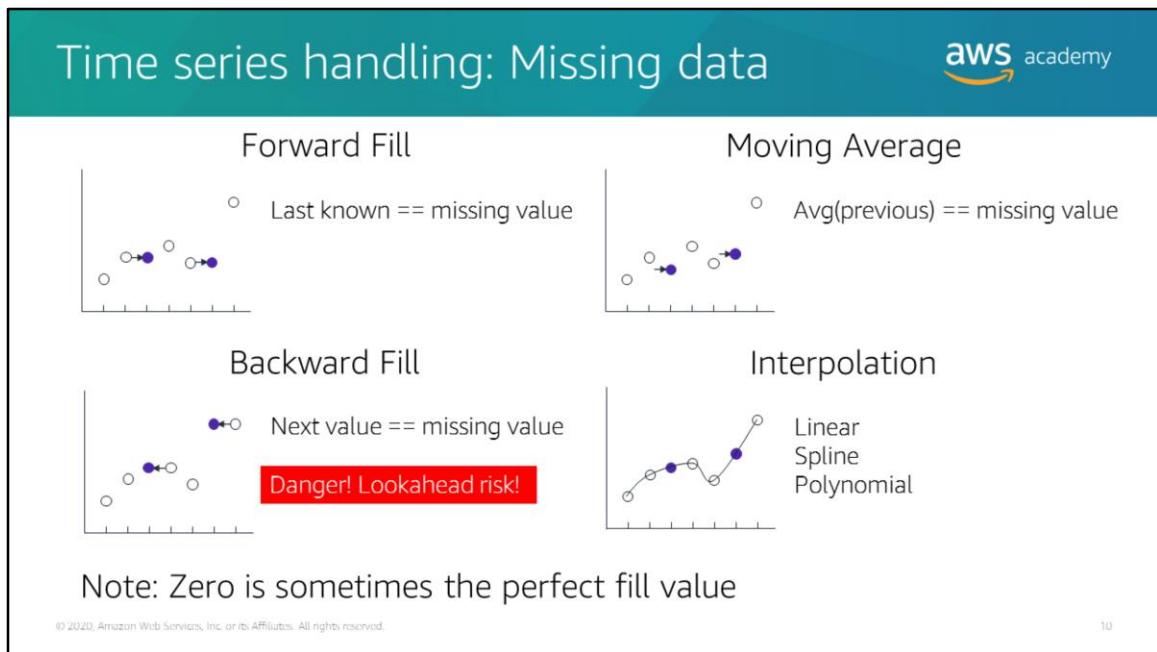 Time series handling: Missing data
aws academy
Forward Fill
Last known == missing value
Moving Average
Avg(previous) == missing value
Backward Fill
Next value == missing value
Danger! Lookahead risk!
Interpolation
Linear
Spline
Polynomial
Note: Zero is sometimes the perfect fill value
© 2020, Amazon Web Services, Inc. or its Affiliates. All rights reserved.
10